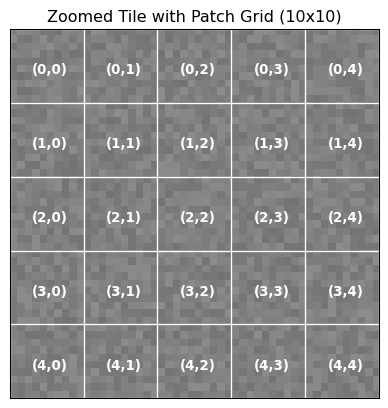 Zoomed Tile with Patch Grid (10x10)
(0,0) (0,1) (0,2) (0,3) (0,4)
(1,0) (1,1) (1,2) (1,3) (1,4)
(2,0) (2,1) (2,2) (2,3) (2,4)
(3,0) (3,1) (3,2) (3,3) (3,4)
(4,0) (4,1) (4,2) (4,3) (4,4)